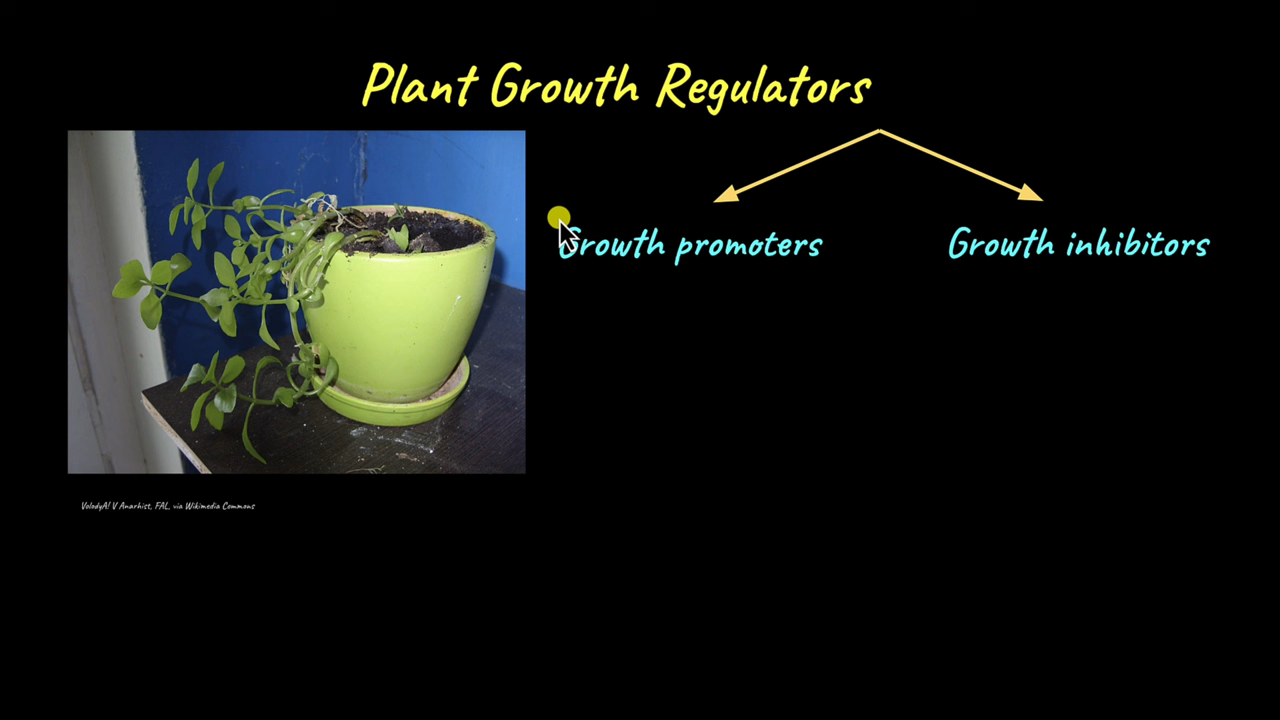 Plant Growth Regulators
Growth promoters
Growth inhibitors
VolodyA! V Anarhist, FAL, via Wikimedia Commons